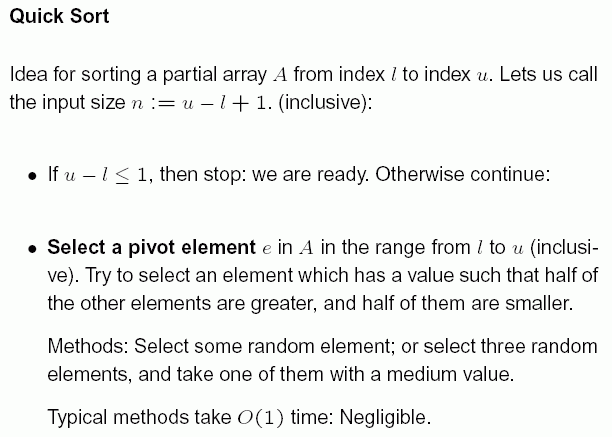 Quick Sort
Idea for sorting a partial array A from index l to index u. Lets us call
the input size n := u − l + 1. (inclusive):
• If u − l ≤ 1, then stop: we are ready. Otherwise continue:
• Select a pivot element e in A in the range from l to u (inclusi-
ve). Try to select an element which has a value such that half of
the other elements are greater, and half of them are smaller.
Methods: Select some random element; or select three random
elements, and take one of them with a medium value.
Typical methods take O(1) time: Negligible.